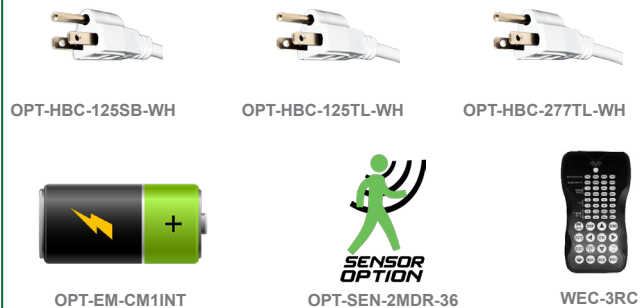 OPT-HBC-125SB-WH
OPT-HBC-125TL-WH
OPT-HBC-277TL-WH
+
SENSOR
OPTION
OPT-EM-CM1INT
OPT-SEN-2MDR-36
WEC-3RC